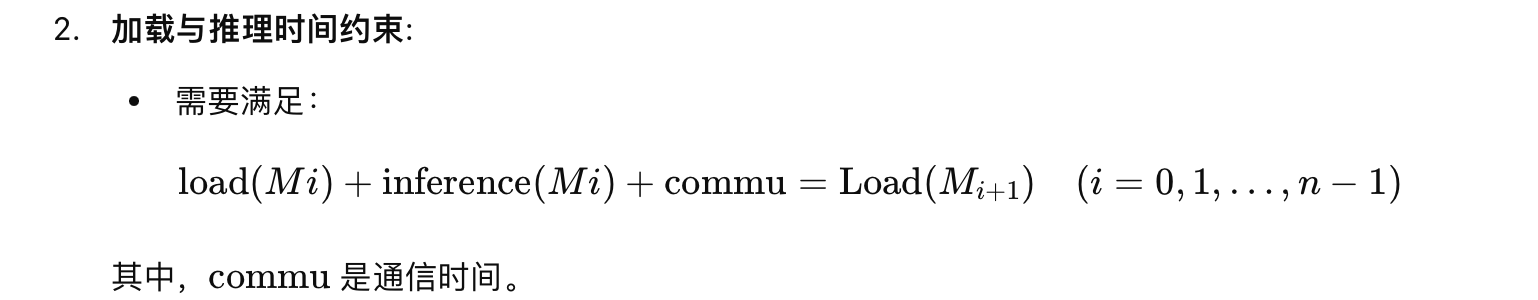 2. 加载与推理时间约束:
• 需要满足：
load(Mi) + inference(Mi) + commu = Load(M_{i+1}) (i = 0, 1, . . . , n − 1)
其中，commu 是通信时间。